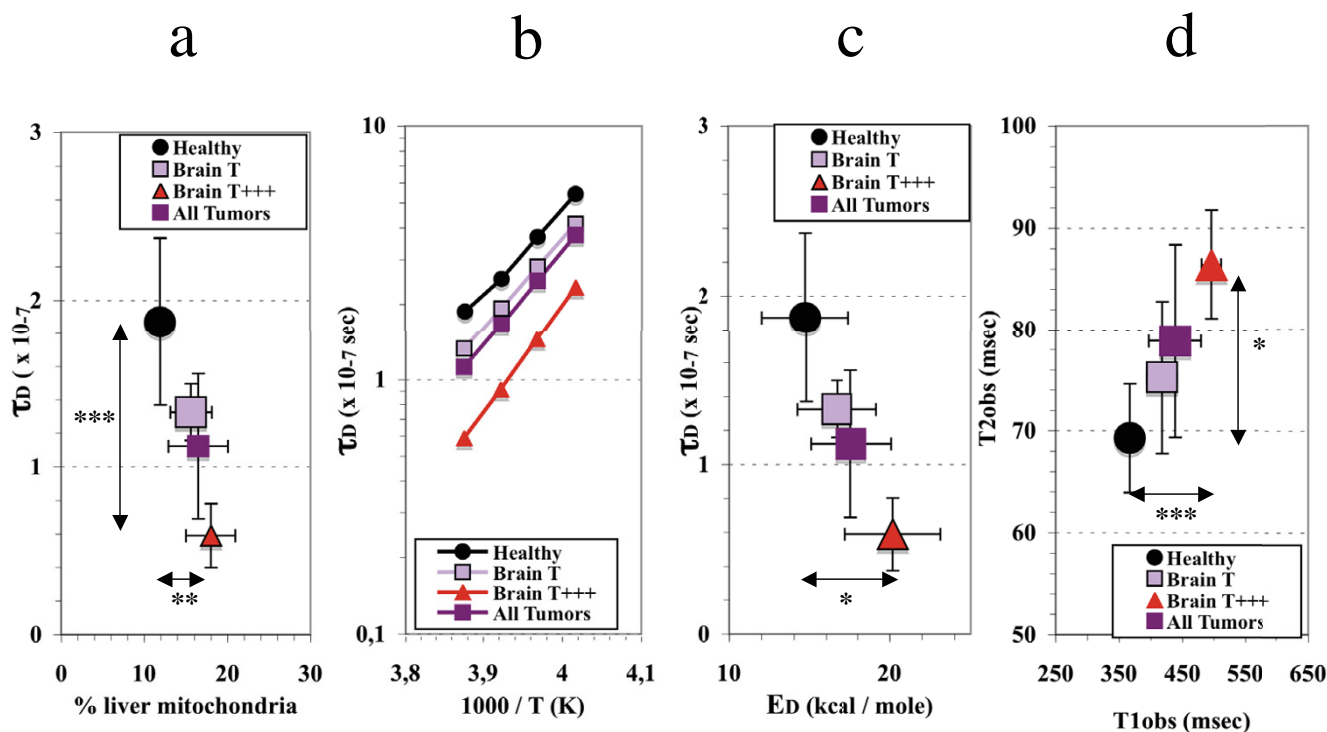 a b c d
τD ( x 10-7)
3
2
1
0
Healthy
Brain T
Brain T+++
All Tumors
***
**
0 10 20 30
% liver mitochondria
τD (x 10-7 sec)
10
1
0,1
Healthy
Brain T
Brain T+++
All Tumors
3,8 3,9 4 4,1
1000 / T (K)
τD (x 10-7 sec)
3
2
1
0
Healthy
Brain T
Brain T+++
All Tumors
*
10 20
ED (kcal / mole)
T2obs (msec)
100
90
80
70
60
50
*
***
Healthy
Brain T
Brain T+++
All Tumors
250 350 450 550 650
T1obs (msec)